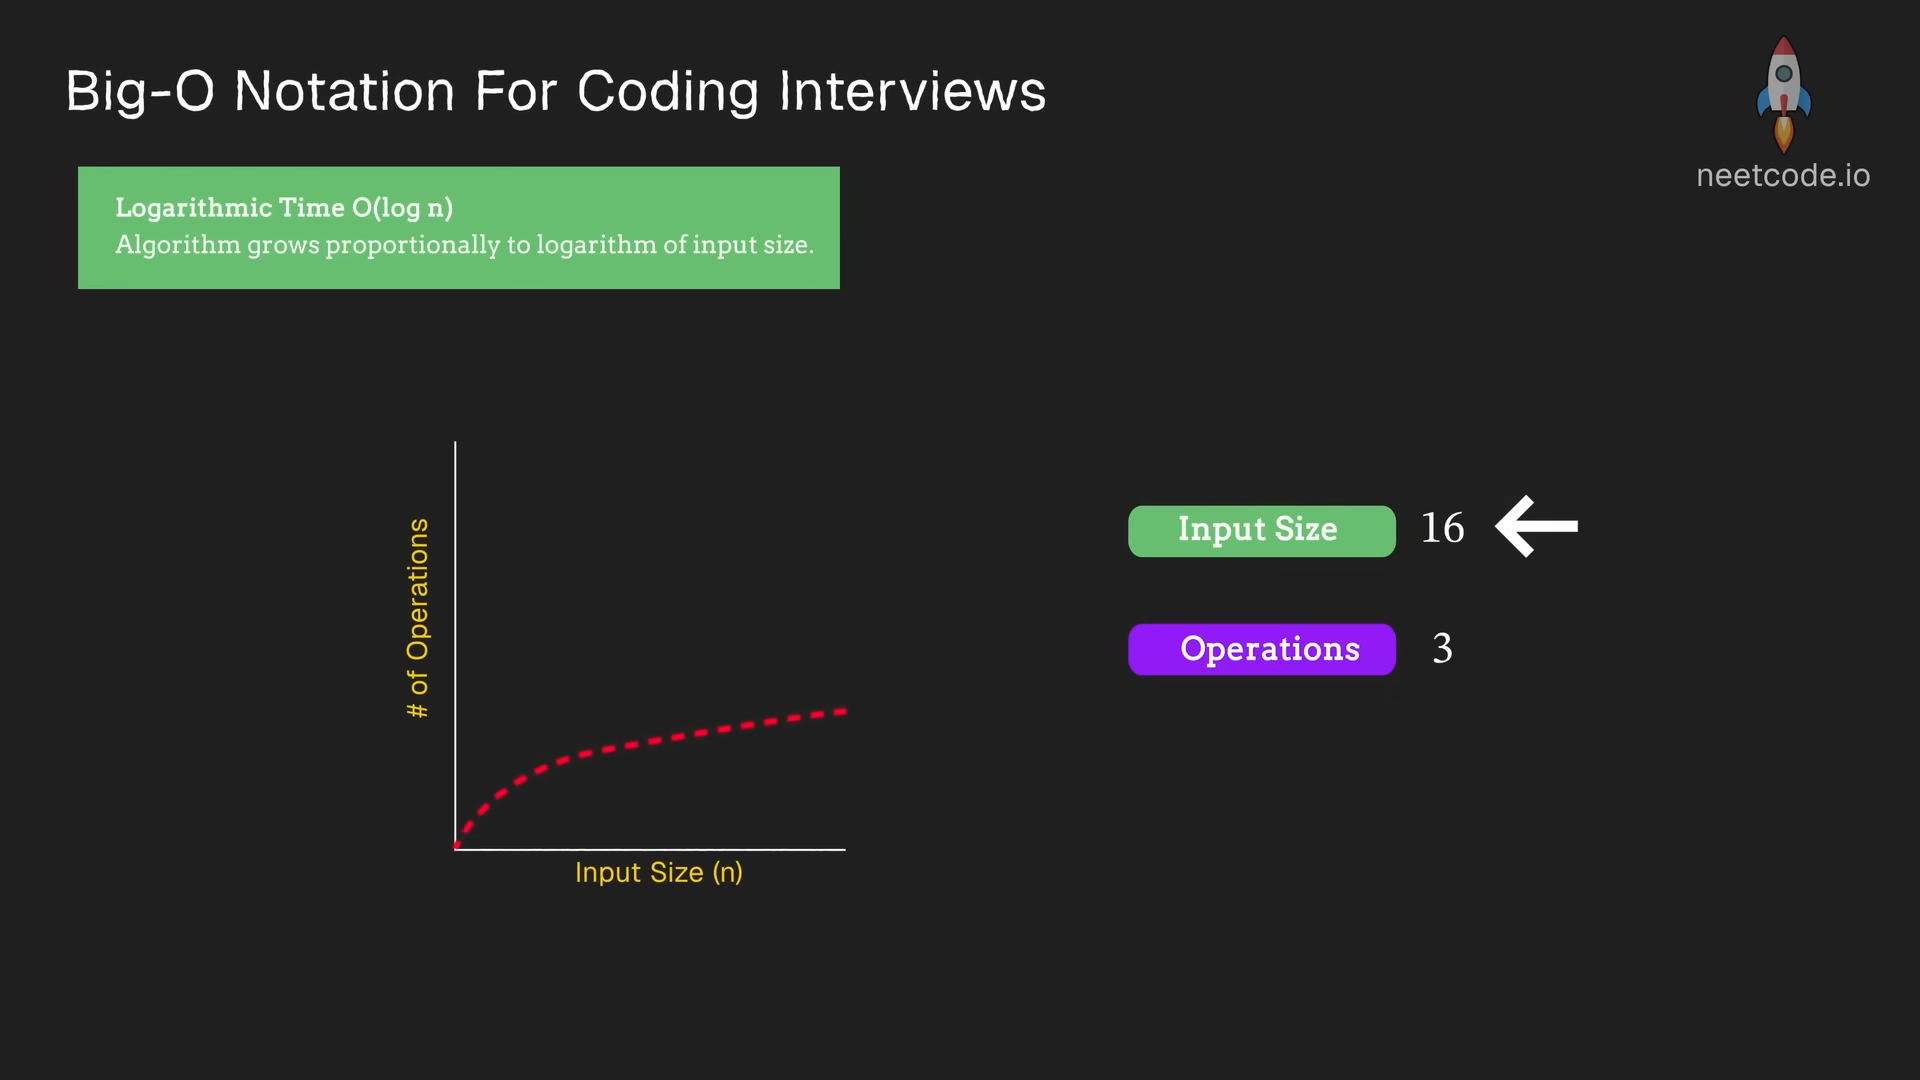 Big-O Notation For Coding Interviews
neetcode.io
Logarithmic Time O(log n)
Algorithm grows proportionally to logarithm of input size.
# of Operations
Input Size (n)
Input Size 16
Operations 3